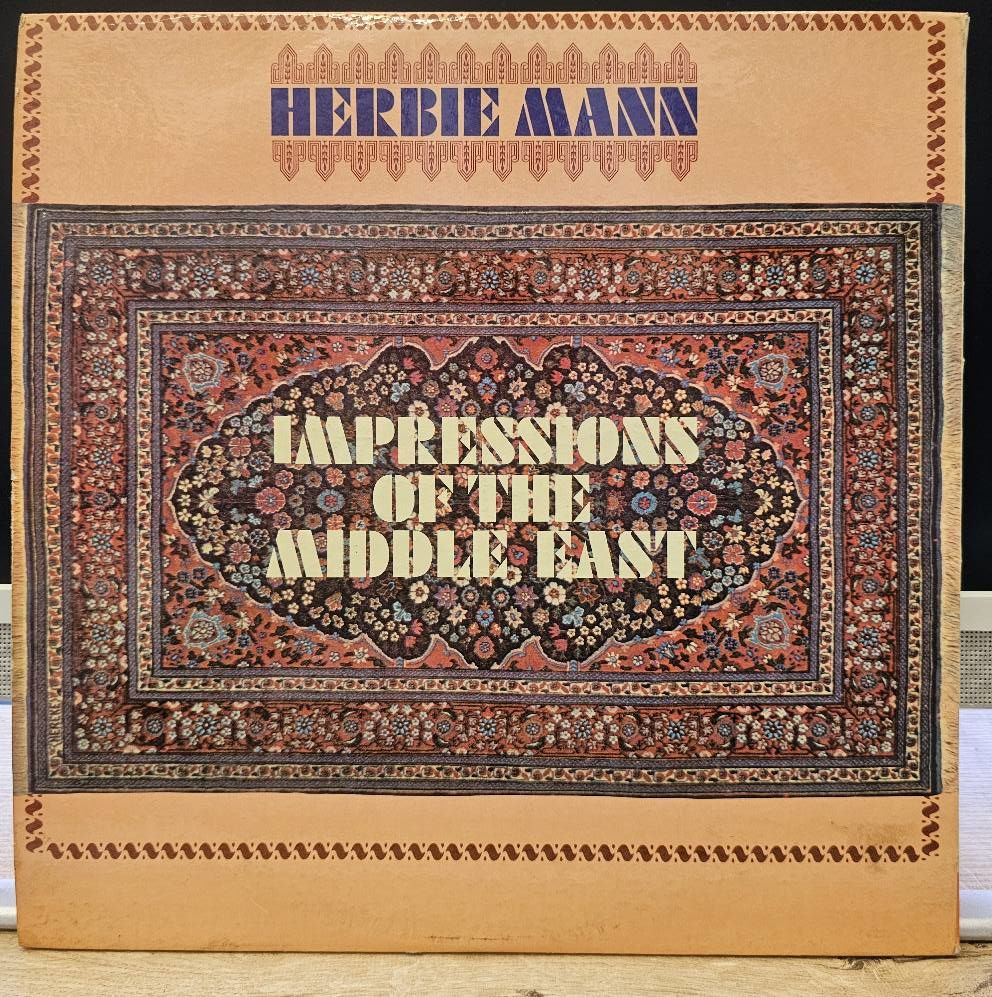 HERBIE MANN
IMPRESSIONS
OF THE
MIDDLE EAST